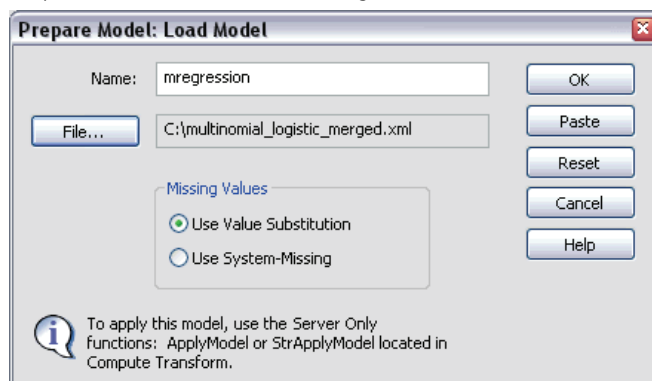 Prepare Model: Load Model
Name:
mregression
OK
File...
C:\multinomial_logistic_merged.xml
Paste
Reset
Missing Values
Use Value Substitution
Cancel
Use System-Missing
Help
To apply this model, use the Server Only
functions: ApplyModel or StrApplyModel located in
Compute Transform.